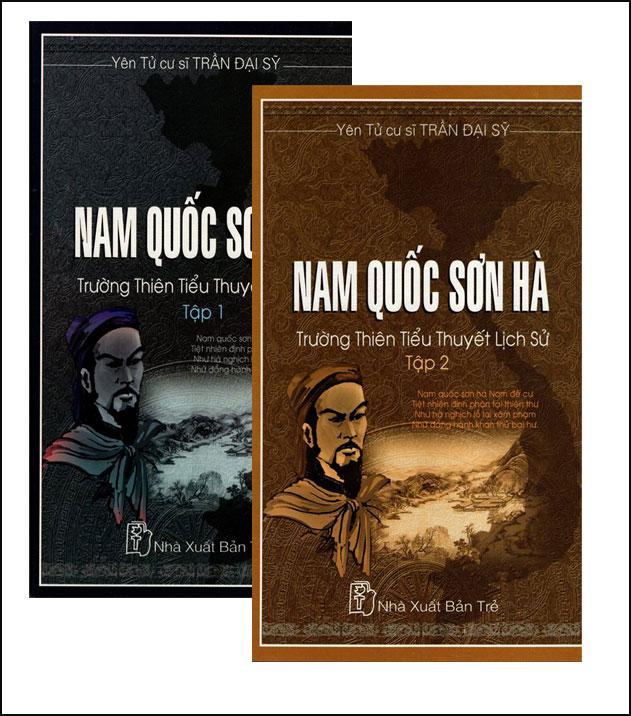 Yên Tử cư sĩ TRẦN ĐẠI SỸ
NAM QUỐC SƠ
Trường Thiên Tiểu Thuyế
Tập 1
Nam quốc sơn
Tiệt nhiên định p
Như hà nghịch
Nhữ đẳng hành
Nhà Xuất Bản T
Yên Tử cư sĩ TRẦN ĐẠI SỸ
NAM QUỐC SƠN HÀ
Trường Thiên Tiểu Thuyết Lịch Sử
Tập 2
Nam quốc sơn hà Nam đế cư
Tiệt nhiên định phận tại thiên thư
Như hà nghịch lỗ lai xâm phạm
Nhữ đẳng hành khan thủ bại hư.
Nhà Xuất Bản Trẻ